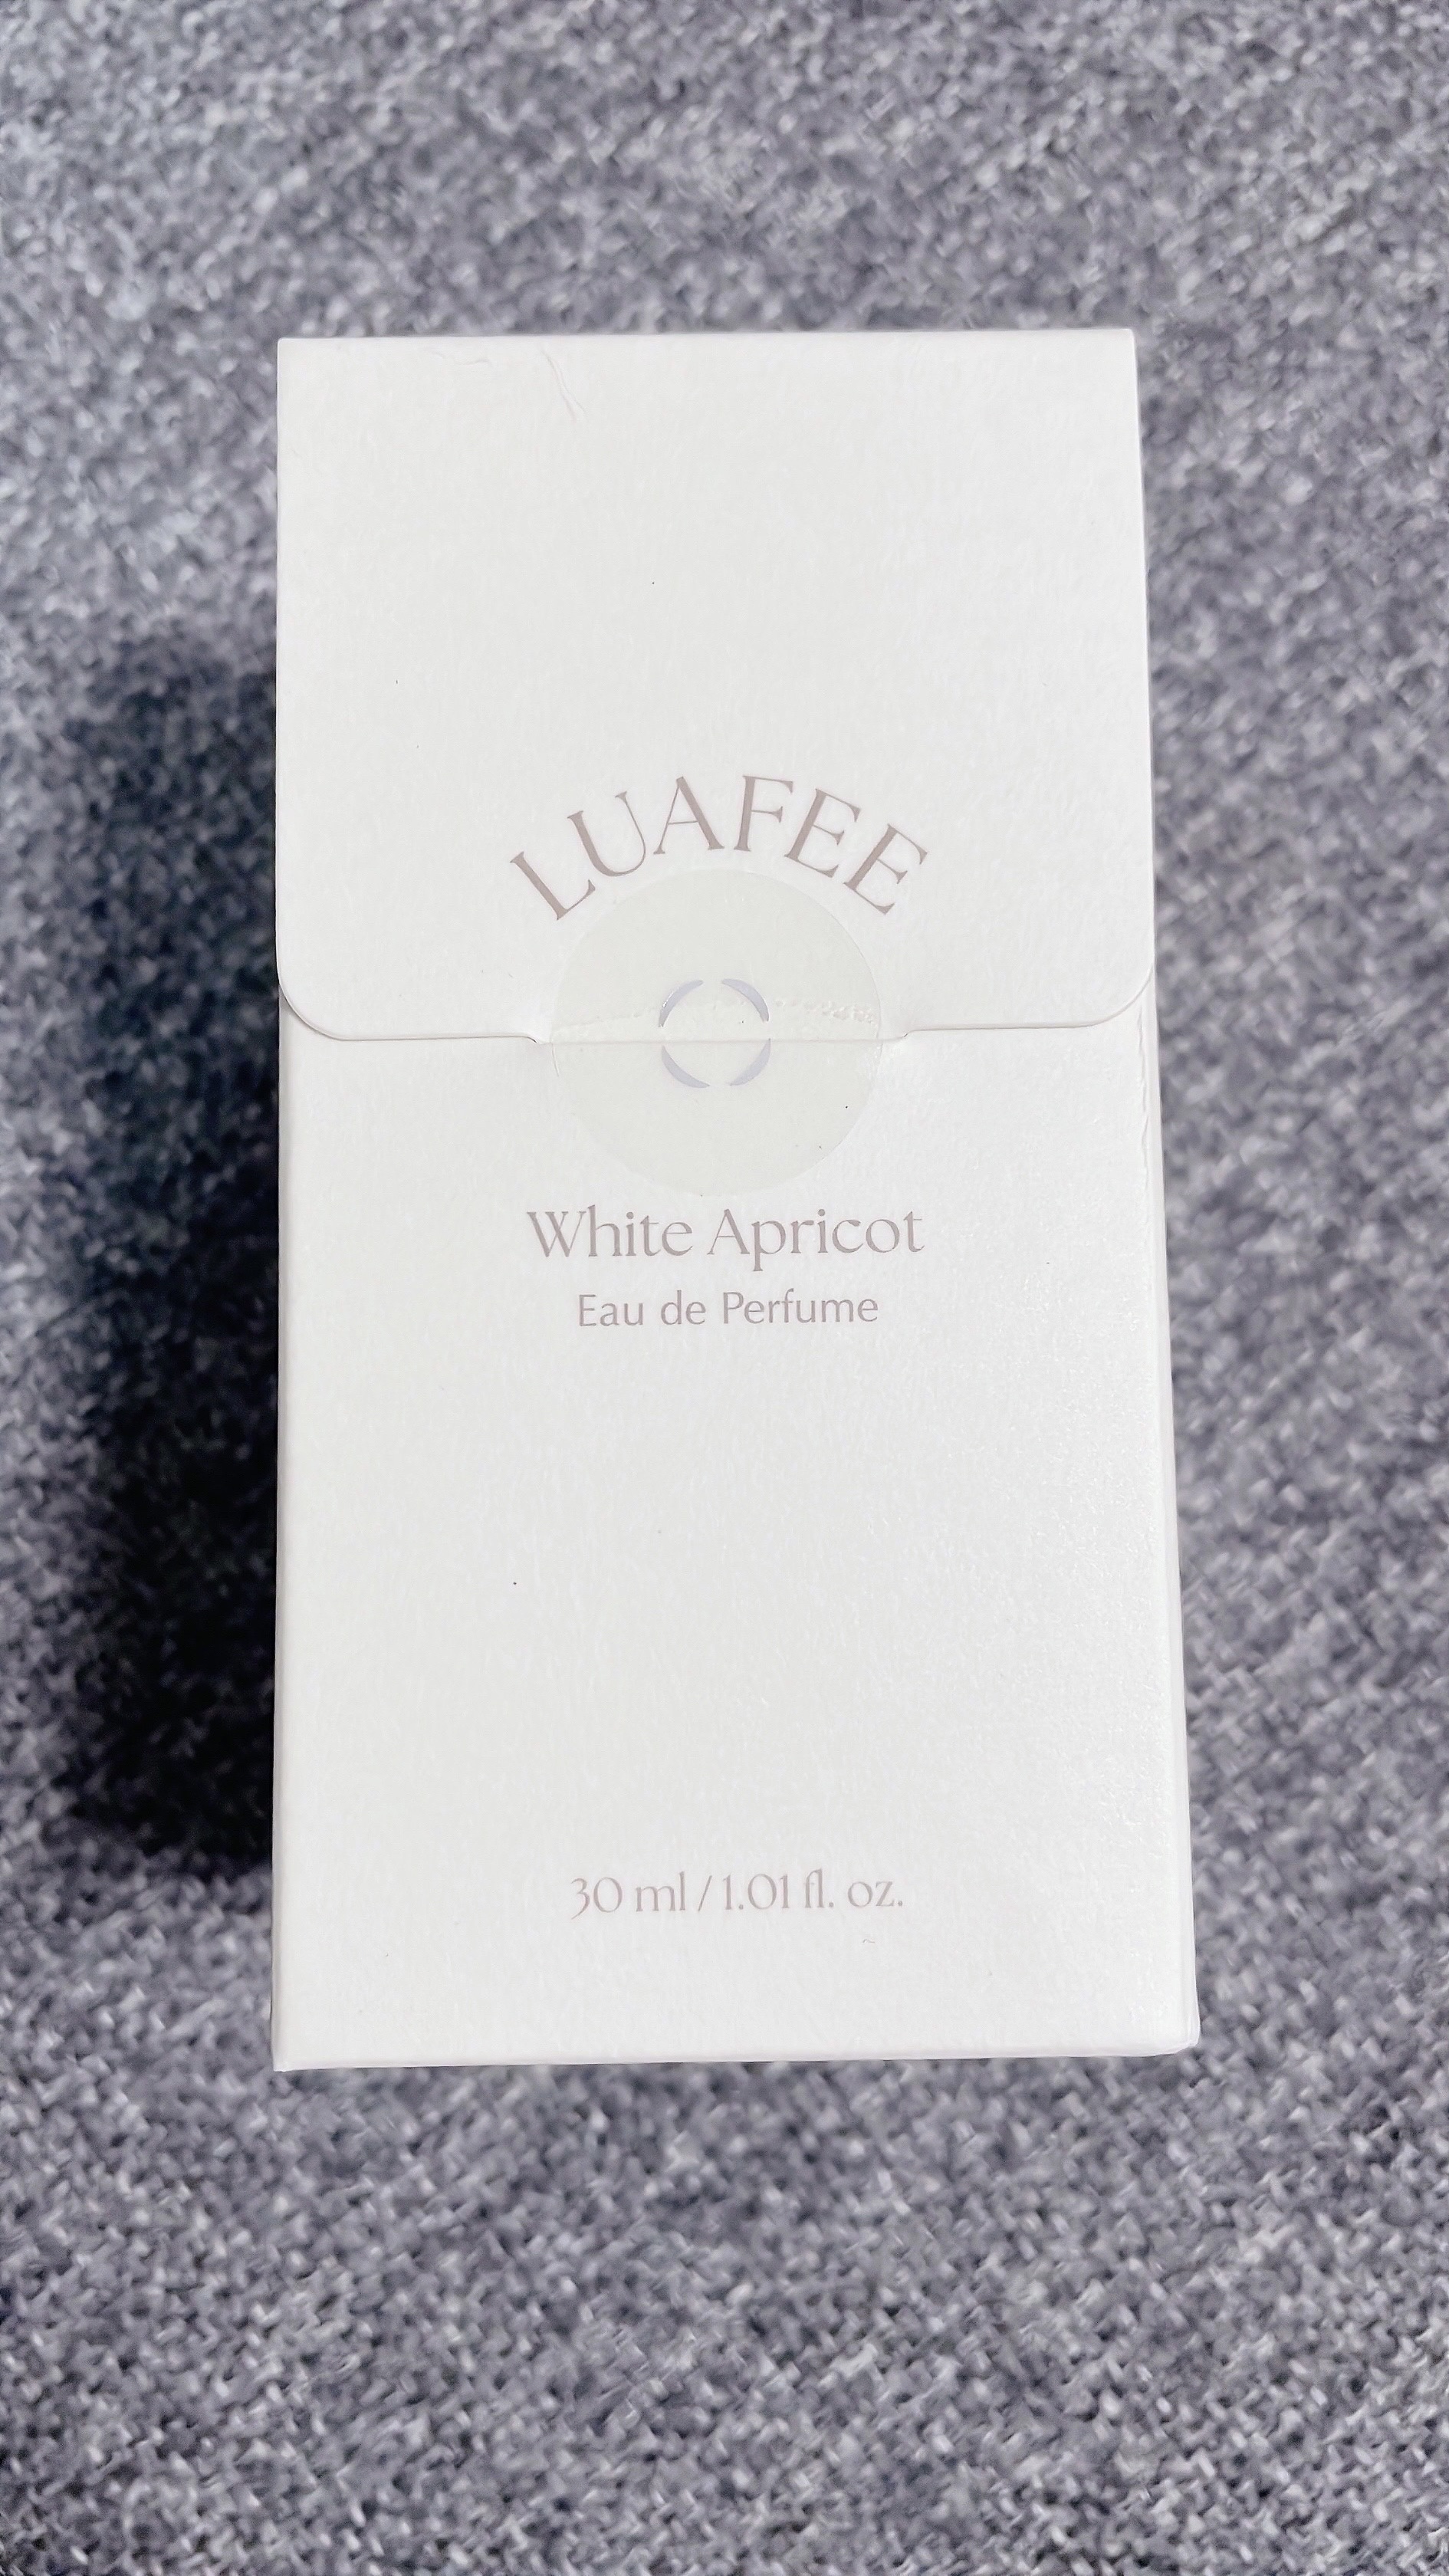 LUAFEE
White Apricot
Eau de Perfume
30 ml / 1.01 fl. oz.